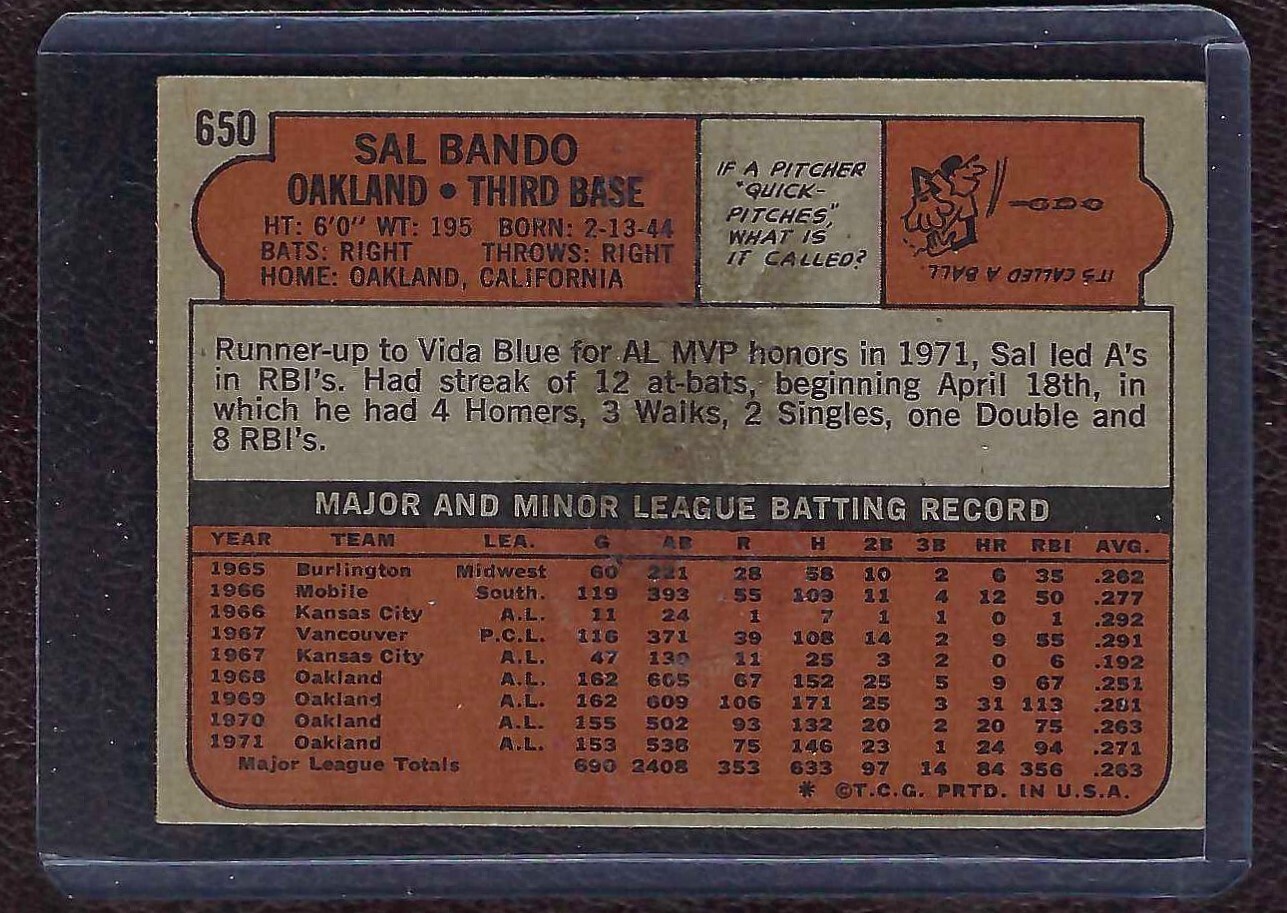 650
SAL BANDO
OAKLAND • THIRD BASE
HT: 6'0" WT: 195 BORN: 2-13-44
BATS: RIGHT THROWS: RIGHT
HOME: OAKLAND, CALIFORNIA
IF A PITCHER
"QUICK-
PITCHES,"
WHAT IS
IT CALLED?
IT'S CALLED A BALL.
Runner-up to Vida Blue for AL MVP honors in 1971, Sal led A's
in RBI's. Had streak of 12 at-bats, beginning April 18th, in
which he had 4 Homers, 3 Walks, 2 Singles, one Double and
8 RBI's.
MAJOR AND MINOR LEAGUE BATTING RECORD
YEAR TEAM LEA. G AB R H 2B 3B HR RBI AVG.
1965 Burlington Midwest 60 221 28 58 10 2 6 35 .262
1966 Mobile South. 119 393 55 109 11 4 12 50 .277
1966 Kansas City A.L. 11 24 1 7 1 1 0 1 .292
1967 Vancouver P.C.L. 116 371 39 108 14 2 9 55 .291
1967 Kansas City A.L. 47 130 11 25 3 2 0 6 .192
1968 Oakland A.L. 162 605 67 152 25 5 9 67 .251
1969 Oakland A.L. 162 609 106 171 25 3 31 113 .281
1970 Oakland A.L. 155 502 93 132 20 2 20 75 .263
1971 Oakland A.L. 153 538 75 146 23 1 24 94 .271
Major League Totals 690 2408 353 633 97 14 84 356 .263
* ©T.C.G. PRTD. IN U.S.A.